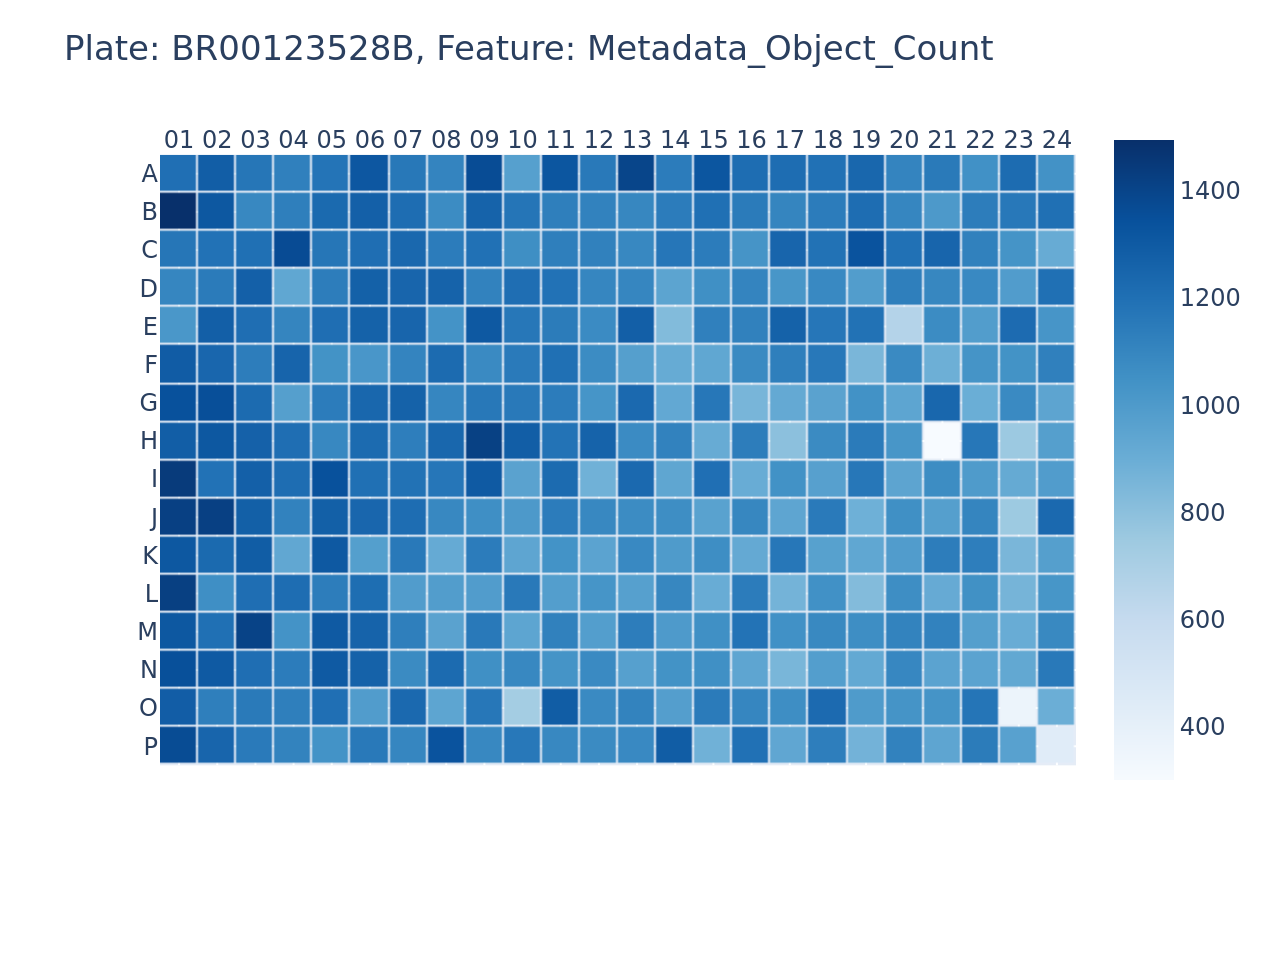 Plate: BR00123528B, Feature: Metadata_Object_Count
01 02 03 04 05 06 07 08 09 10 11 12 13 14 15 16 17 18 19 20 21 22 23 24
A
B
C
D
E
F
G
H
I
J
K
L
M
N
O
P
1400
1200
1000
800
600
400